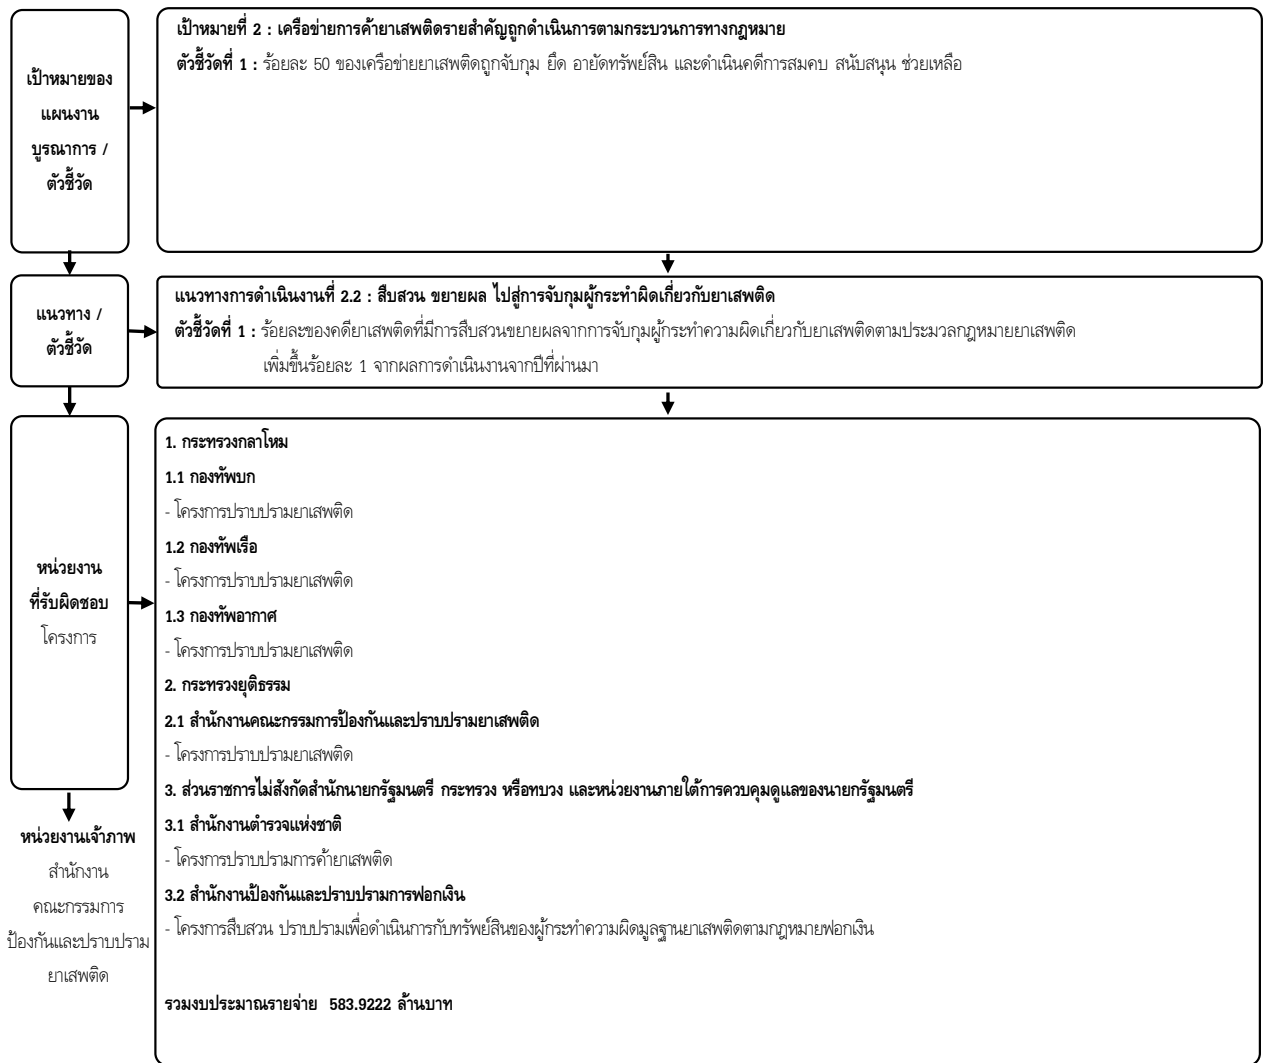 เป้าหมายของ
แผนงาน
บูรณาการ /
ตัวชี้วัด
เป้าหมายที่ 2 : เครือข่ายการค้ายาเสพติดรายสำคัญถูกดำเนินการตามกระบวนการทางกฎหมาย
ตัวชี้วัดที่ 1 : ร้อยละ 50 ของเครือข่ายยาเสพติดถูกจับกุม ยึด อายัดทรัพย์สิน และดำเนินคดีการสมคบ สนับสนุน ช่วยเหลือ
แนวทาง /
ตัวชี้วัด
แนวทางการดำเนินงานที่ 2.2 : สืบสวน ขยายผล ไปสู่การจับกุมผู้กระทำผิดเกี่ยวกับยาเสพติด
ตัวชี้วัดที่ 1 : ร้อยละของคดียาเสพติดที่มีการสืบสวนขยายผลจากการจับกุมผู้กระทำความผิดเกี่ยวกับยาเสพติดตามประมวลกฎหมายยาเสพติด
เพิ่มขึ้นร้อยละ 1 จากผลการดำเนินงานจากปีที่ผ่านมา
หน่วยงาน
ที่รับผิดชอบ
โครงการ
1. กระทรวงกลาโหม
1.1 กองทัพบก
- โครงการปราบปรามยาเสพติด
1.2 กองทัพเรือ
- โครงการปราบปรามยาเสพติด
1.3 กองทัพอากาศ
- โครงการปราบปรามยาเสพติด
2. กระทรวงยุติธรรม
2.1 สำนักงานคณะกรรมการป้องกันและปราบปรามยาเสพติด
- โครงการปราบปรามยาเสพติด
3. ส่วนราชการไม่สังกัดสำนักนายกรัฐมนตรี กระทรวง หรือทบวง และหน่วยงานภายใต้การควบคุมดูแลของนายกรัฐมนตรี
3.1 สำนักงานตำรวจแห่งชาติ
- โครงการปราบปรามการค้ายาเสพติด
3.2 สำนักงานป้องกันและปราบปรามการฟอกเงิน
- โครงการสืบสวน ปราบปรามเพื่อดำเนินการกับทรัพย์สินของผู้กระทำความผิดมูลฐานยาเสพติดตามกฎหมายฟอกเงิน
รวมงบประมาณรายจ่าย 583.9222 ล้านบาท
หน่วยงานเจ้าภาพ
สำนักงาน
คณะกรรมการ
ป้องกันและปราบปราม
ยาเสพติด